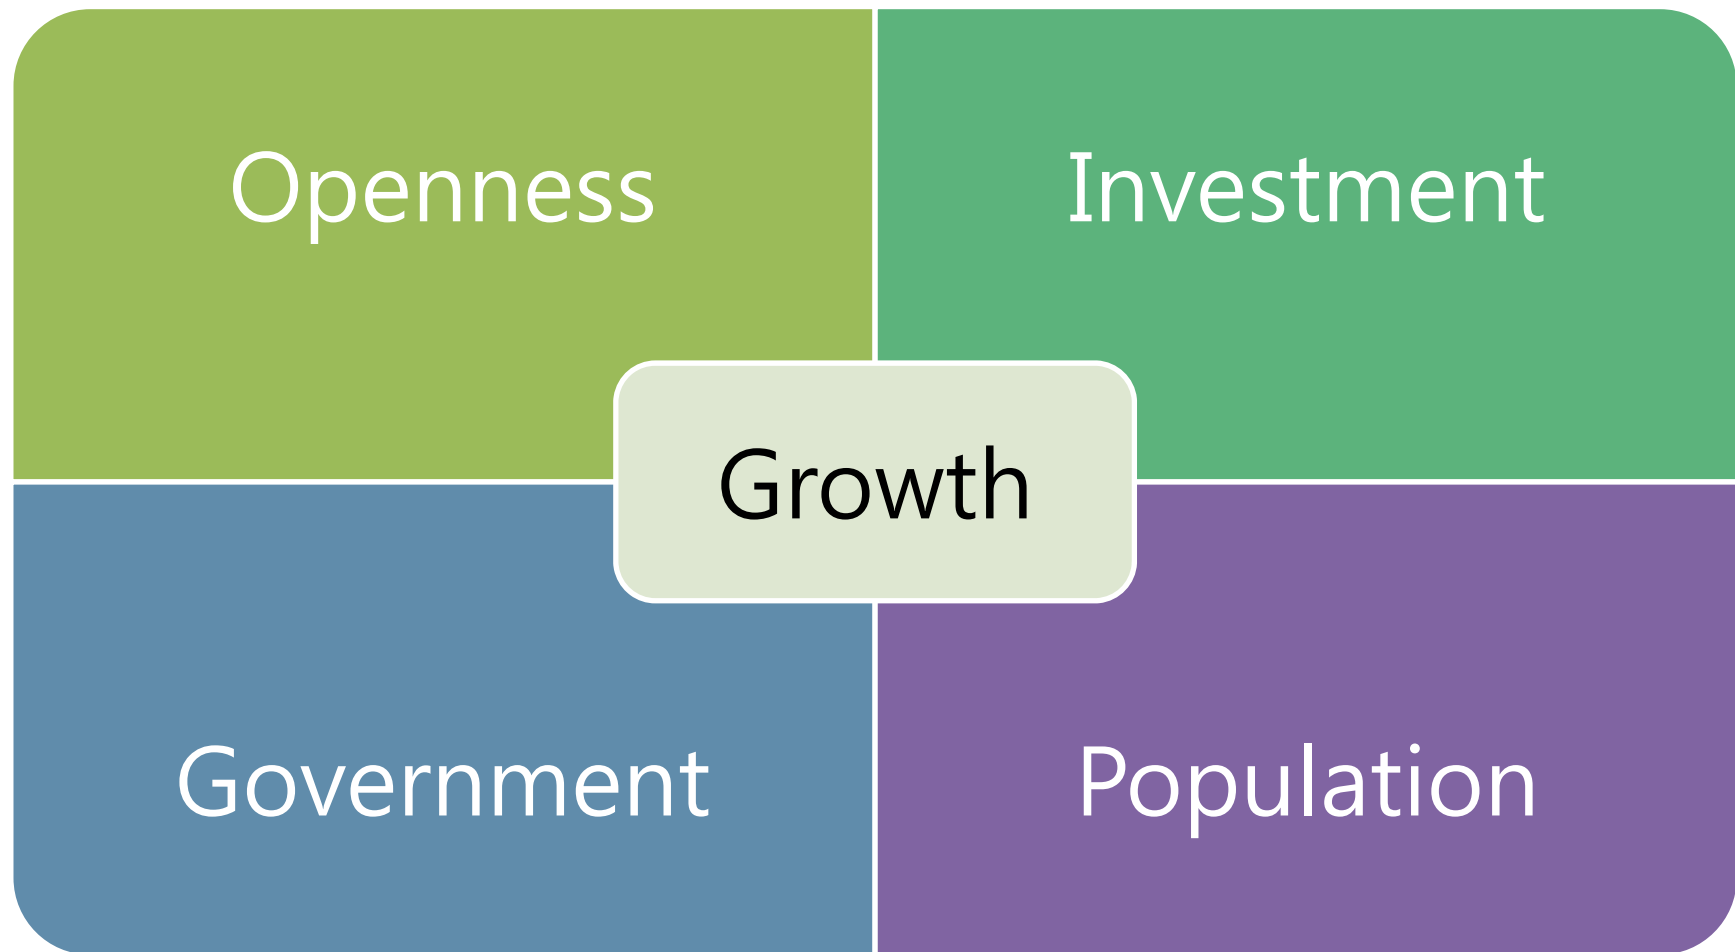 Openness
Investment
Growth
Government
Population